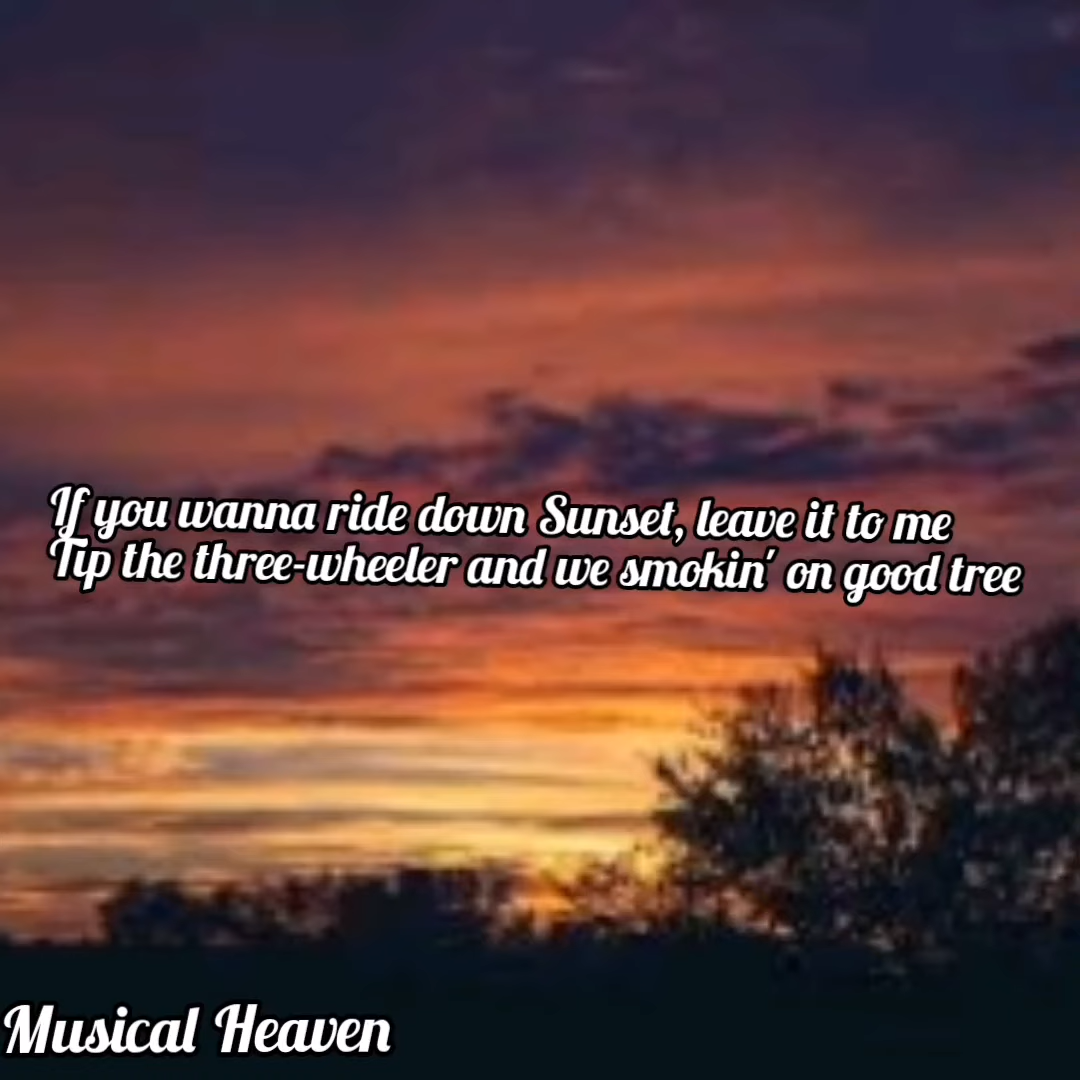 If you wanna ride down Sunset, leave it to me
Tip the three-wheeler and we smokin' on good tree
Musical Heaven